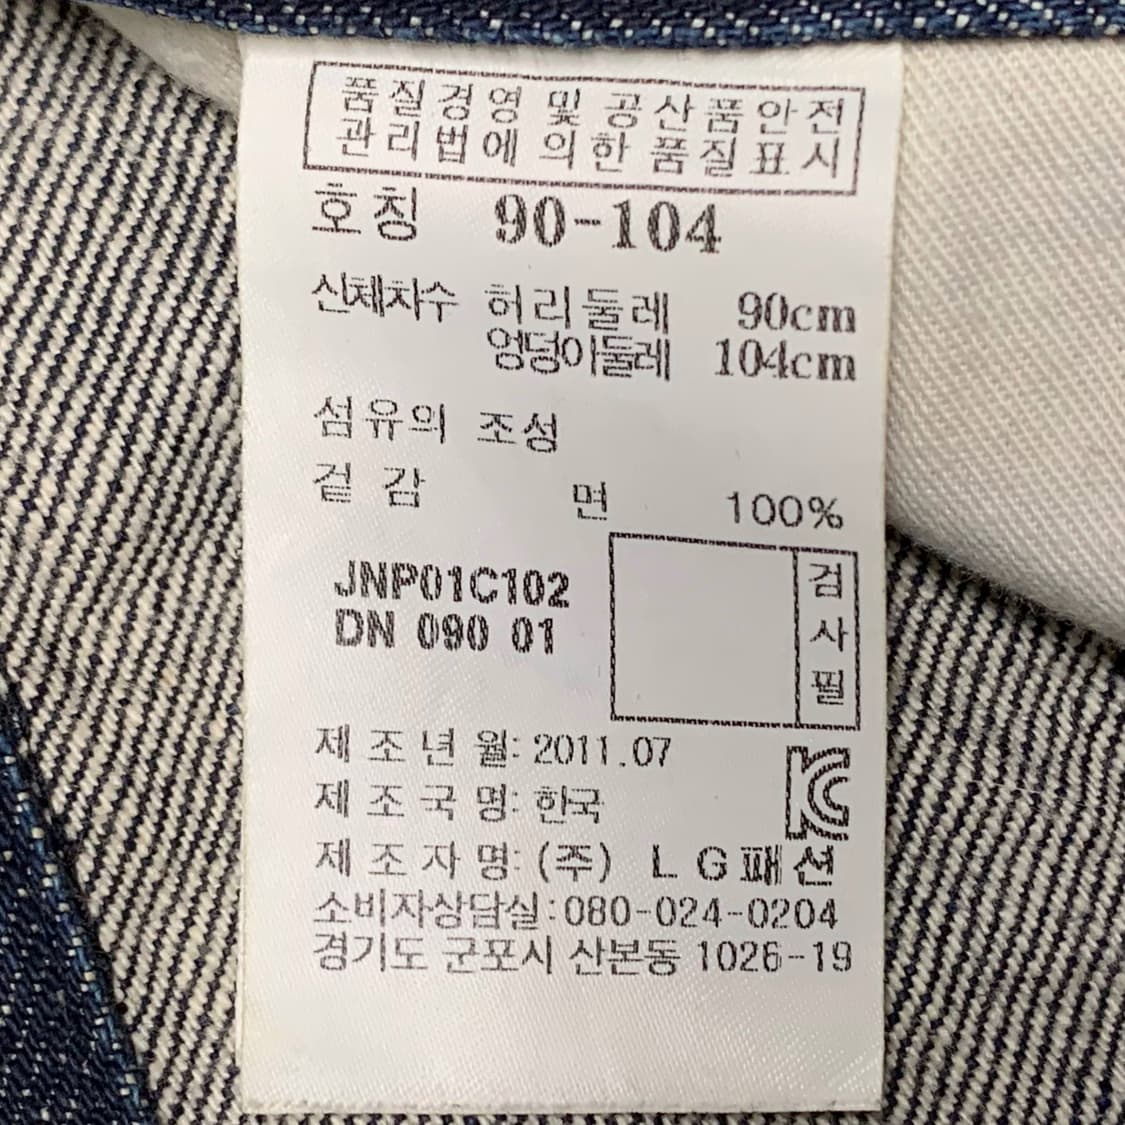 품질경영 및 공산품안전
관리법에 의한 품질표시
호칭 90-104
신체치수 허리둘레 90cm
엉덩이둘레 104cm
섬유의 조성
겉감 면 100%
JNP01C102
DN 090 01
검사필
제조년월: 2011.07
제조국명: 한국
KC
제조자명: (주) LG패션
소비자상담실:080-024-0204
경기도 군포시 산본동 1026-19